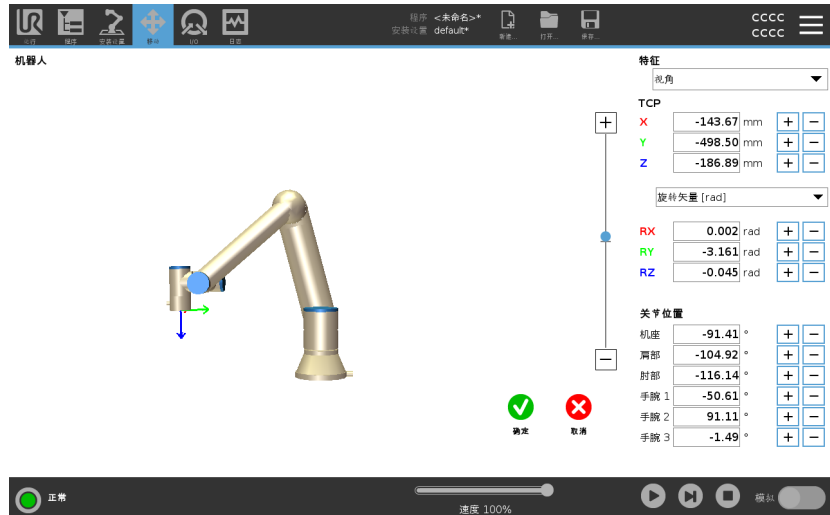 UR
运行 程序 安装设置 移动 I/O 日志
程序 <未命名>*
安装设置 default*
新建... 打开... 保存...
CCCC
CCCC
机器人
特征
视角
TCP
X -143.67 mm + −
Y -498.50 mm + −
Z -186.89 mm + −
旋转矢量 [rad]
RX 0.002 rad + −
RY -3.161 rad + −
RZ -0.045 rad + −
关节位置
机座 -91.41 ° + −
肩部 -104.92 ° + −
肘部 -116.14 ° + −
手腕 1 -50.61 ° + −
手腕 2 91.11 ° + −
手腕 3 -1.49 ° + −
确定 取消
正常
速度 100%
模拟